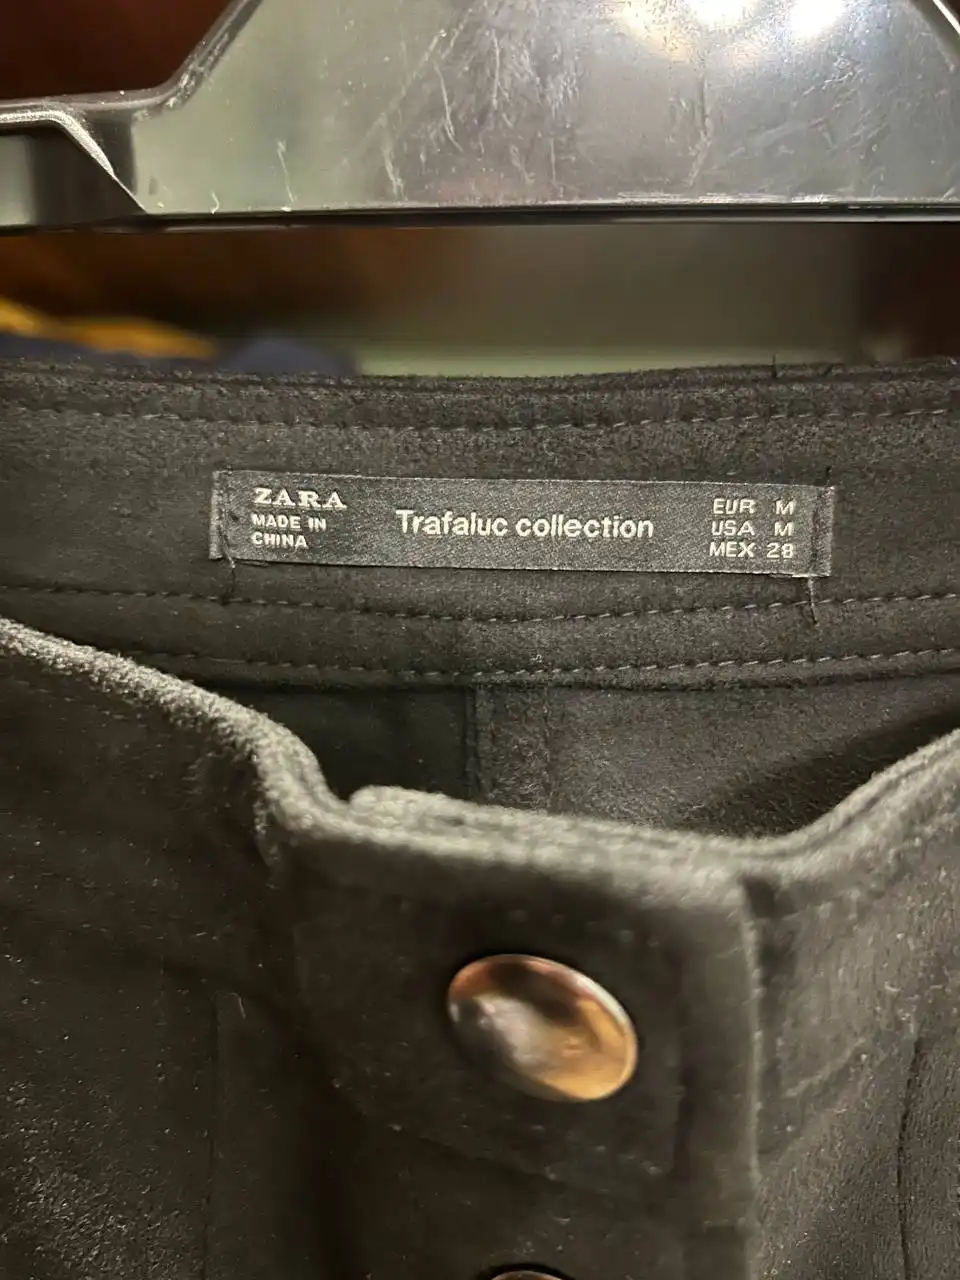 ZARA
MADE IN
CHINA
Trafaluc collection
EUR M
USA M
MEX 28